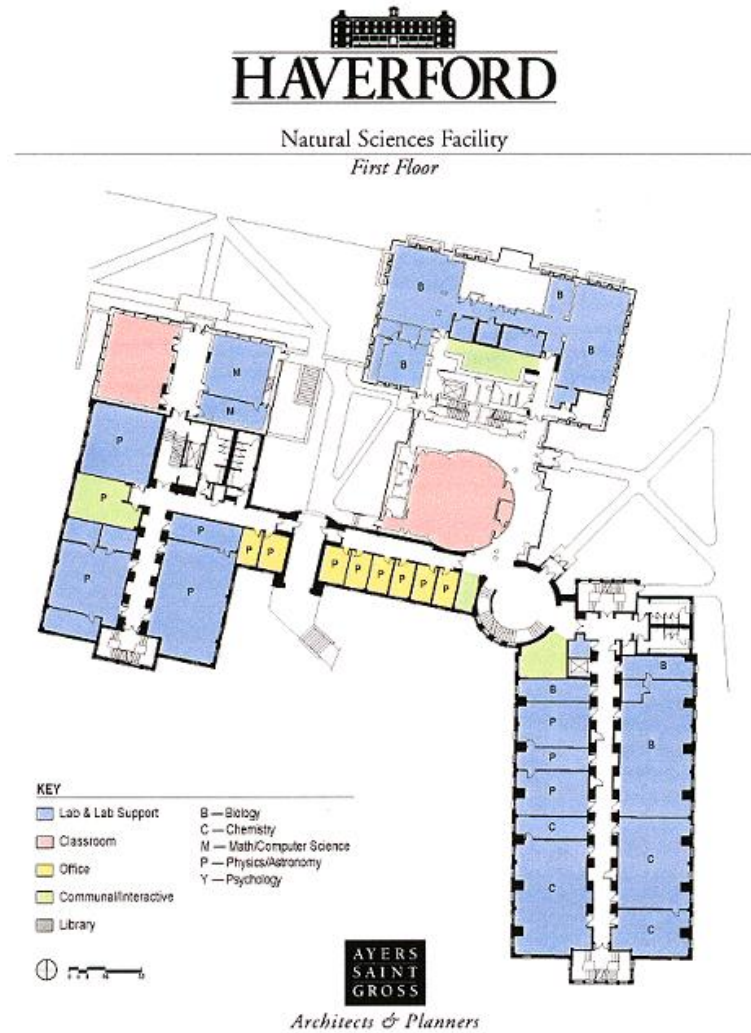 HAVERFORD
Natural Sciences Facility
First Floor
B
B
B
B
M
M
P
P
P
P
P
P
P
P
P
P
P
P
P
B
B
P
P
B
P
C
C
C
C
KEY
Lab & Lab Support
Classroom
Office
Communal/Interactive
Library
B — Biology
C — Chemistry
M — Math/Computer Science
P — Physics/Astronomy
Y — Psychology
AYERS
SAINT
GROSS
Architects & Planners